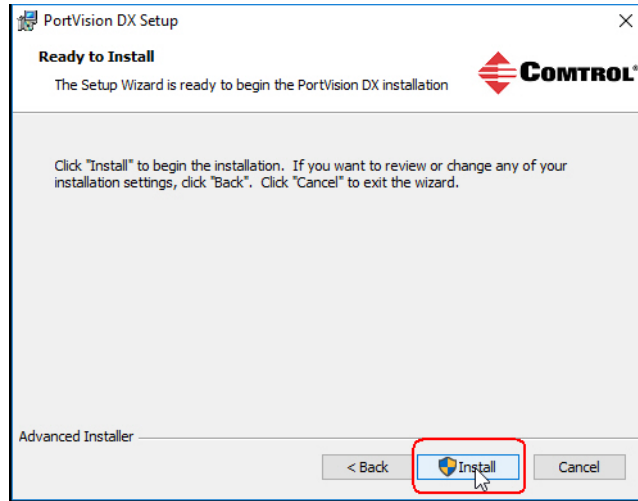 PortVision DX Setup
Ready to Install
The Setup Wizard is ready to begin the PortVision DX installation
COMTROL®
Click "Install" to begin the installation. If you want to review or change any of your
installation settings, click "Back". Click "Cancel" to exit the wizard.
Advanced Installer
< Back
Install
Cancel